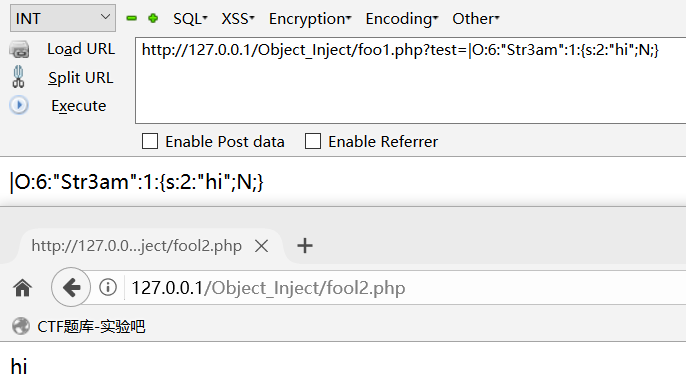 INT SQL▾ XSS▾ Encryption▾ Encoding▾ Other▾
Load URL
Split URL
Execute
http://127.0.0.1/Object_Inject/foo1.php?test=|O:6:"Str3am":1:{s:2:"hi";N;}
Enable Post data Enable Referrer
|O:6:"Str3am":1:{s:2:"hi";N;}
http://127.0.0...ject/fool2.php
127.0.0.1/Object_Inject/fool2.php
CTF题库-实验吧
hi